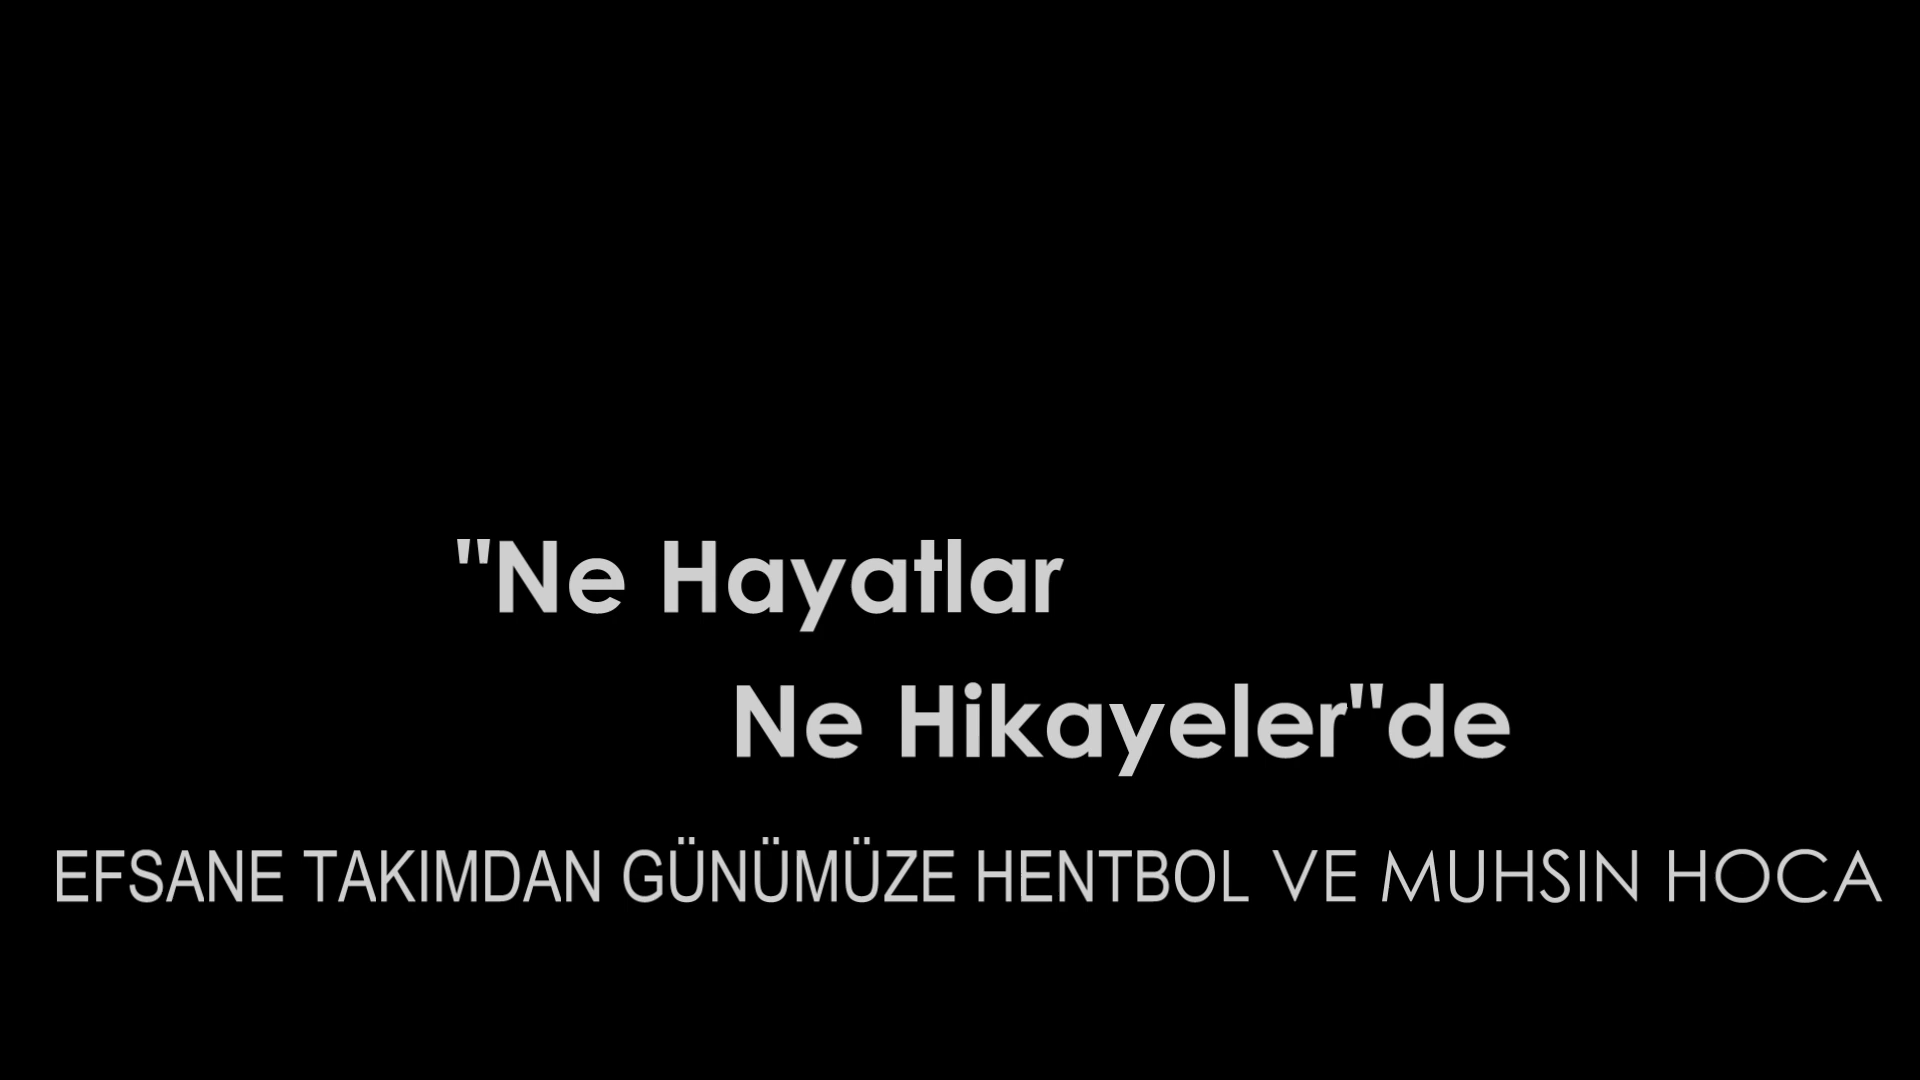 "Ne Hayatlar
Ne Hikayeler"de
EFSANE TAKIMDAN GÜNÜMÜZE HENTBOL VE MUHSIN HOCA